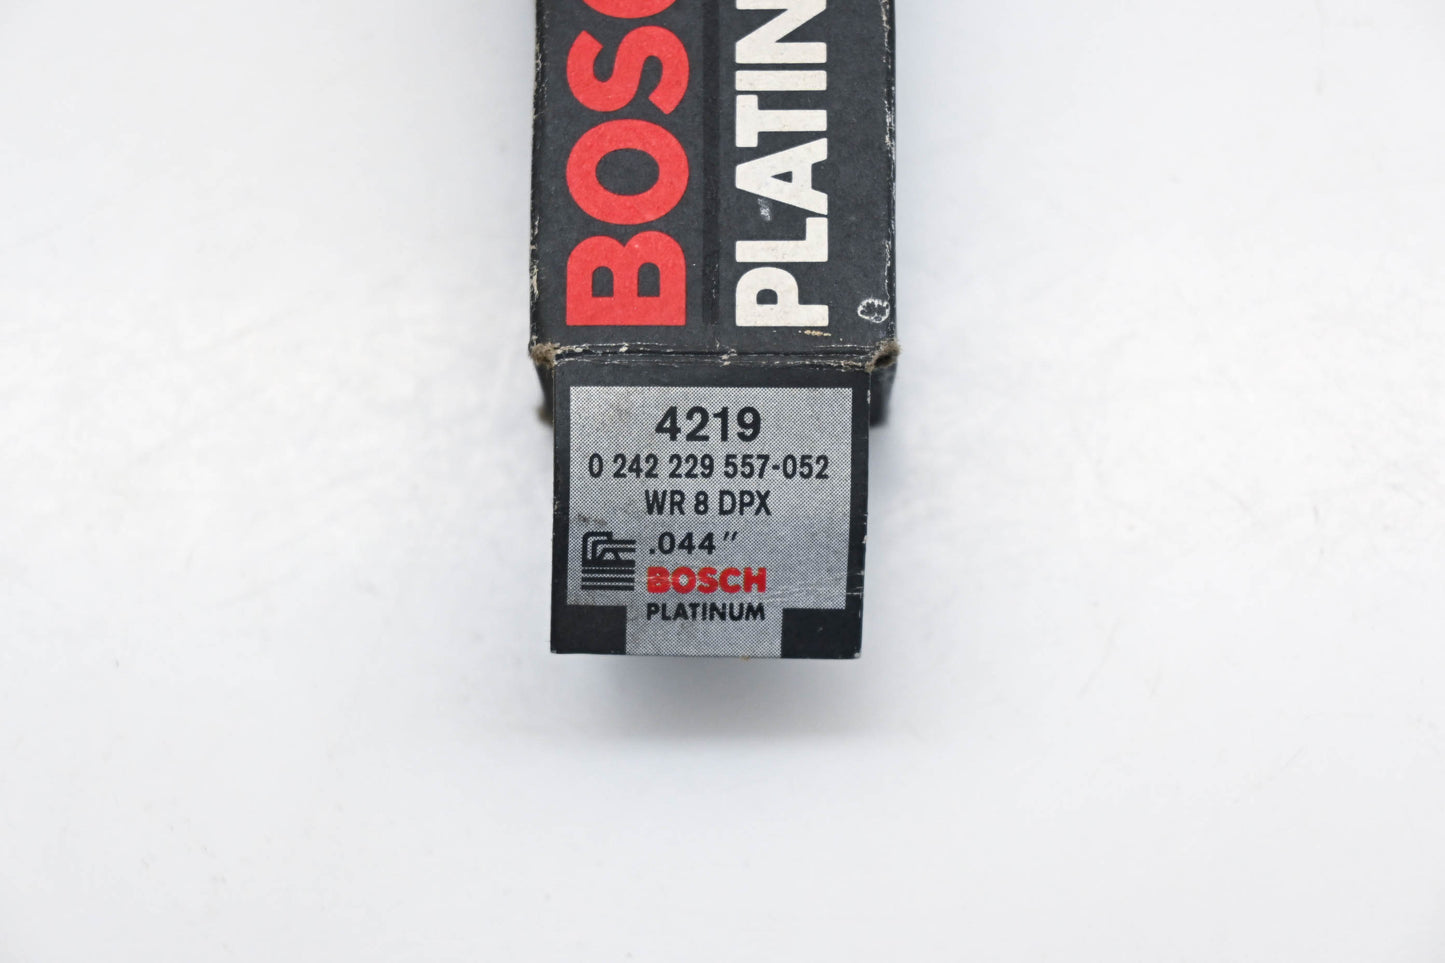 BOSC
PLATIN
4219
0 242 229 557-052
WR 8 DPX
.044"
BOSCH
PLATINUM